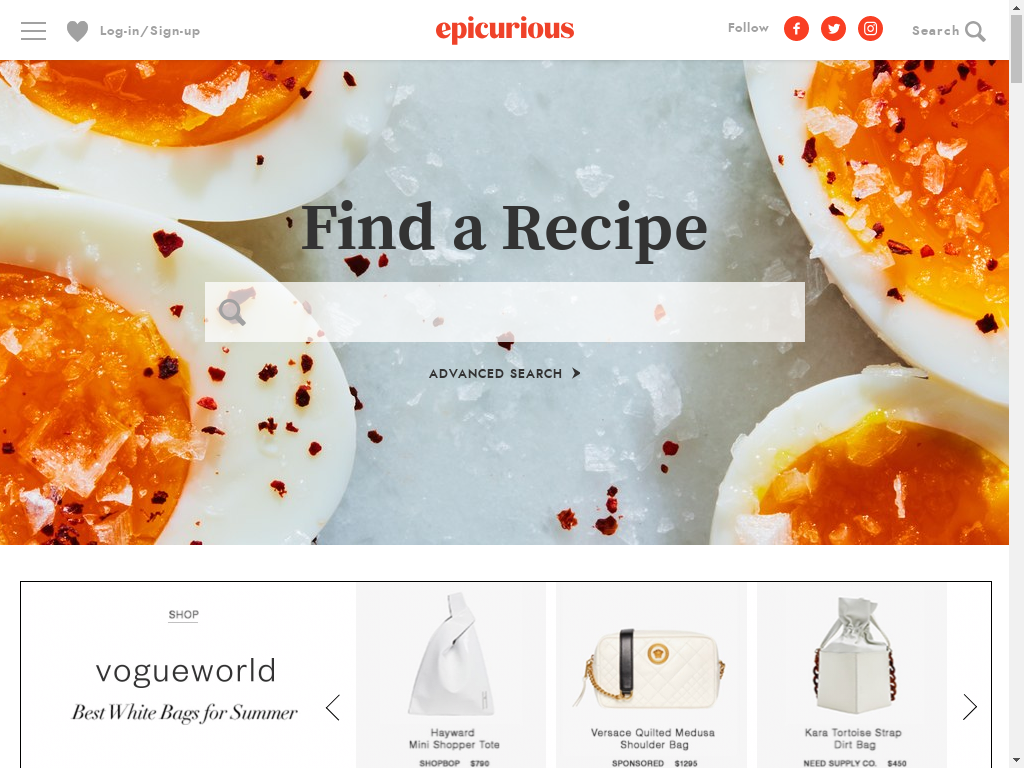 Log-in/Sign-up
epicurious
Follow
Search
Find a Recipe
ADVANCED SEARCH
SHOP
vogueworld
Best White Bags for Summer
Hayward
Mini Shopper Tote
SHOPBOP $790
Versace Quilted Medusa
Shoulder Bag
SPONSORED $1295
Kara Tortoise Strap
Dirt Bag
NEED SUPPLY CO. $450